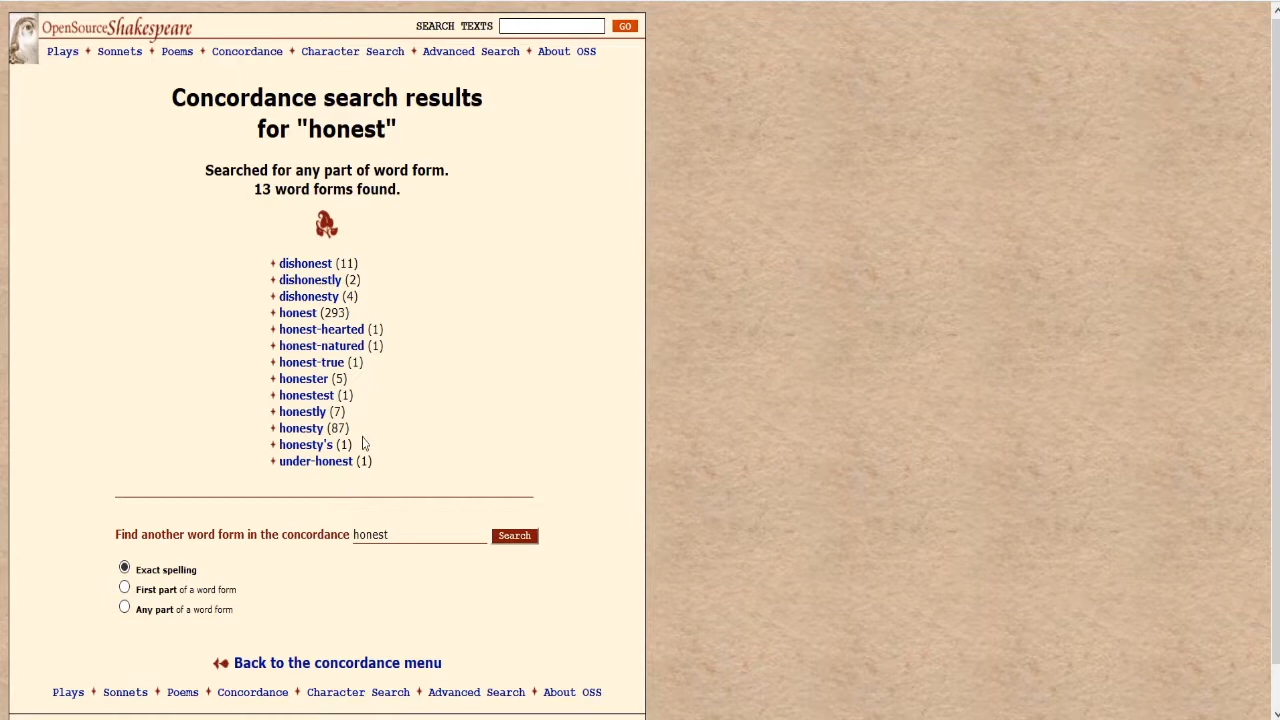 OpenSourceShakespeare
SEARCH TEXTS GO
Plays Sonnets Poems Concordance Character Search Advanced Search About OSS
Concordance search results
for "honest"
Searched for any part of word form.
13 word forms found.
dishonest (11)
dishonestly (2)
dishonesty (4)
honest (293)
honest-hearted (1)
honest-natured (1)
honest-true (1)
honester (5)
honestest (1)
honestly (7)
honesty (87)
honesty's (1)
under-honest (1)
Find another word form in the concordance honest Search
Exact spelling
First part of a word form
Any part of a word form
Back to the concordance menu
Plays Sonnets Poems Concordance Character Search Advanced Search About OSS